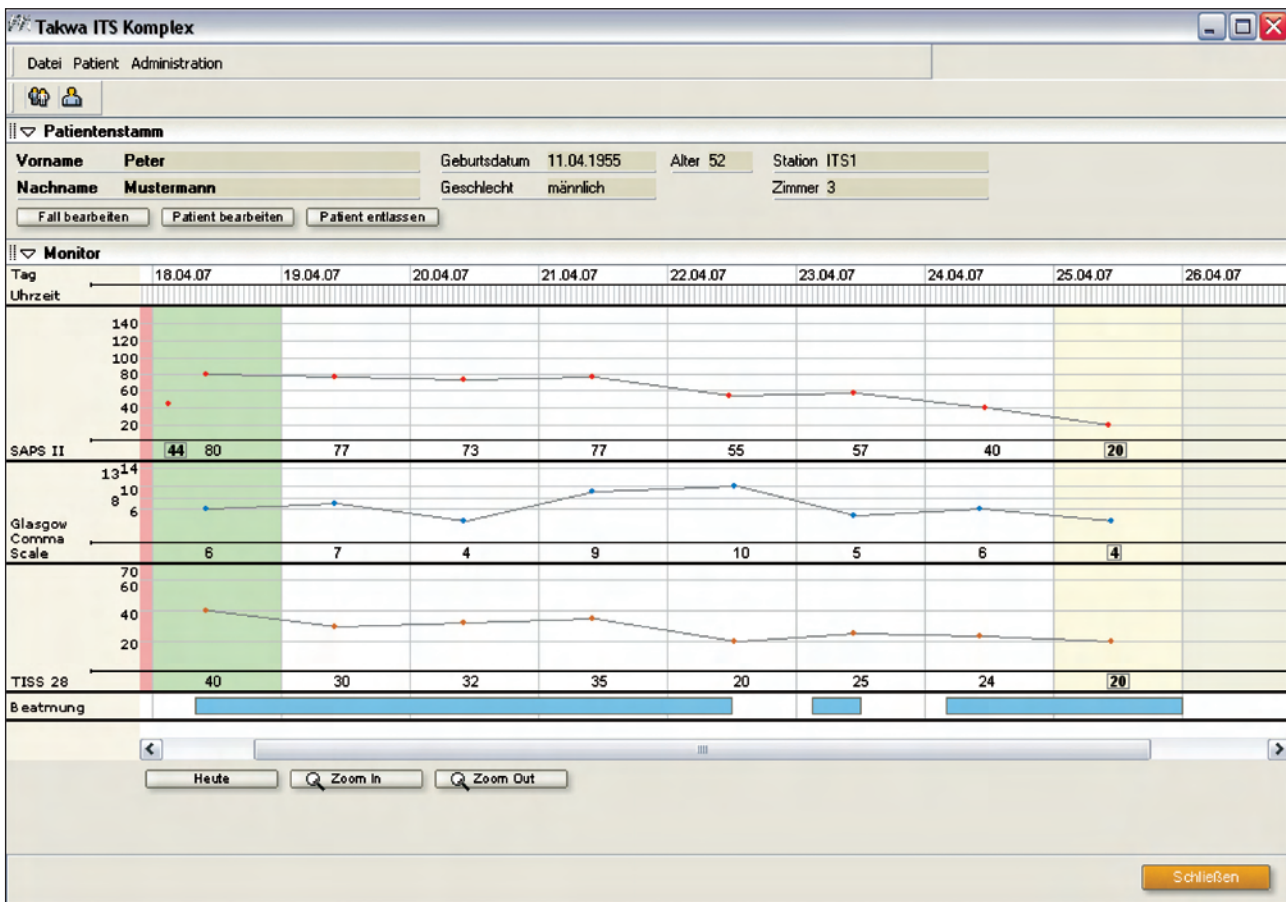 Takwa ITS Komplex
Datei Patient Administration
Patientenstamm
Vorname Peter Geburtsdatum 11.04.1955 Alter 52 Station ITS1
Nachname Mustermann Geschlecht männlich Zimmer 3
Fall bearbeiten Patient bearbeiten Patient entlassen
Monitor
Tag 18.04.07 19.04.07 20.04.07 21.04.07 22.04.07 23.04.07 24.04.07 25.04.07 26.04.07
Uhrzeit
140
120
100
80
60
40
20
SAPS II 44 80 77 73 77 55 57 40 20
14
13
10
8
6
Glasgow
Comma
Scale 6 7 4 9 10 5 6 4
70
60
40
20
TISS 28 40 30 32 35 20 25 24 20
Beatmung
Heute Zoom In Zoom Out
Schließen